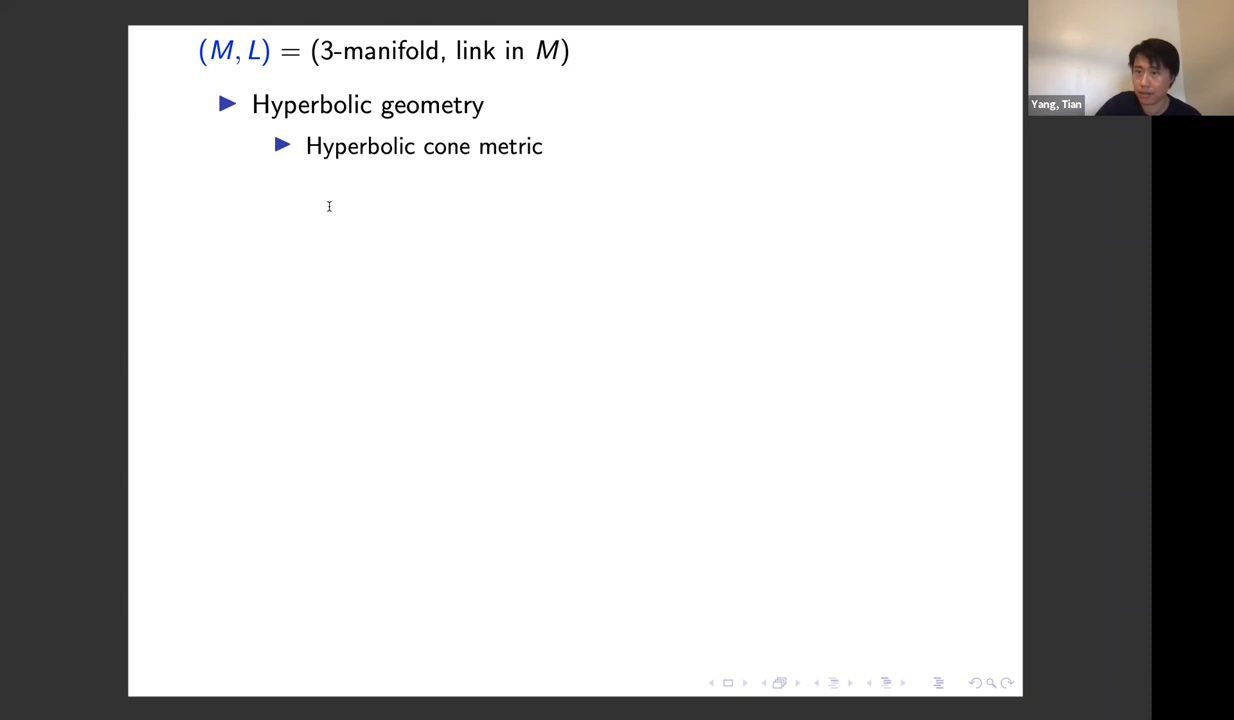 (M, L) = (3-manifold, link in M)
Hyperbolic geometry
Hyperbolic cone metric
Yang, Tian